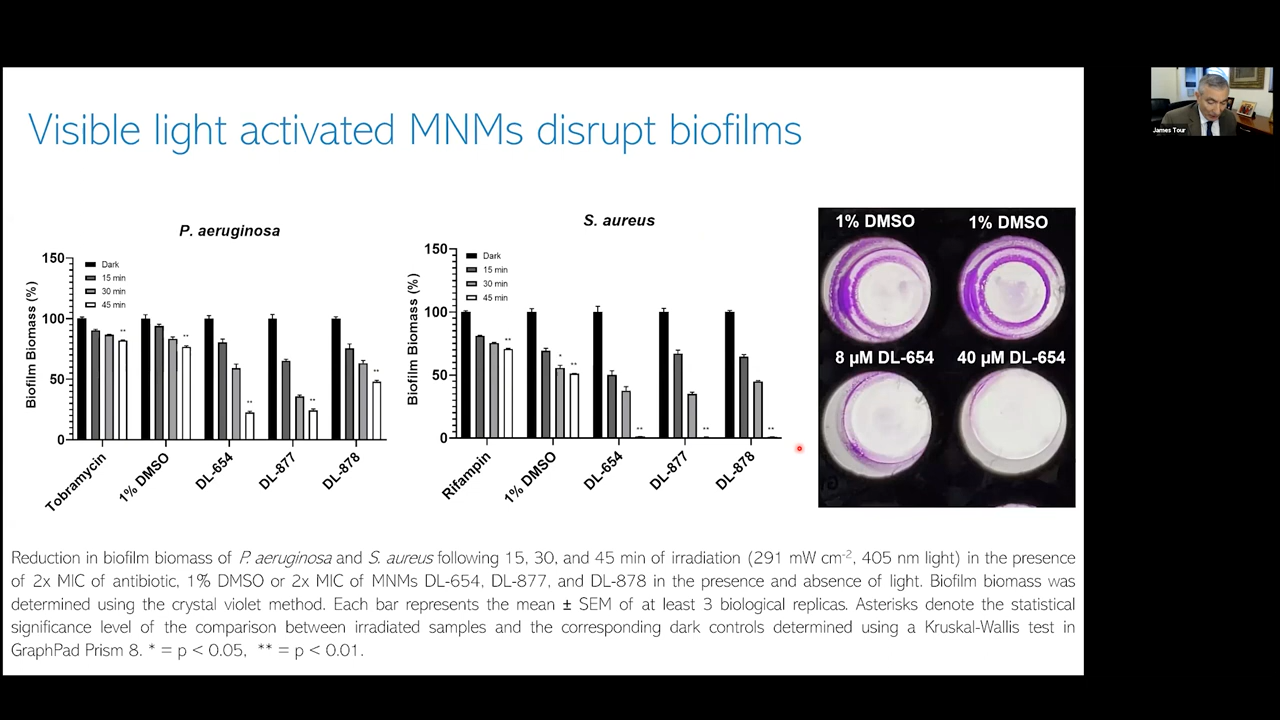 Visible light activated MNMs disrupt biofilms
James Tour
P. aeruginosa
Biofilm Biomass (%)
150
100
50
0
Dark
15 min
30 min
45 min
**
**
**
**
**
Tobramycin
1% DMSO
DL-654
DL-877
DL-878
S. aureus
Biofilm Biomass (%)
150
100
50
0
Dark
15 min
30 min
45 min
**
*
**
**
**
**
Rifampin
1% DMSO
DL-654
DL-877
DL-878
1% DMSO
1% DMSO
8 µM DL-654
40 µM DL-654
Reduction in biofilm biomass of P. aeruginosa and S. aureus following 15, 30, and 45 min of irradiation (291 mW cm⁻², 405 nm light) in the presence
of 2x MIC of antibiotic, 1% DMSO or 2x MIC of MNMs DL-654, DL-877, and DL-878 in the presence and absence of light. Biofilm biomass was
determined using the crystal violet method. Each bar represents the mean ± SEM of at least 3 biological replicas. Asterisks denote the statistical
significance level of the comparison between irradiated samples and the corresponding dark controls determined using a Kruskal-Wallis test in
GraphPad Prism 8. * = p < 0.05, ** = p < 0.01.